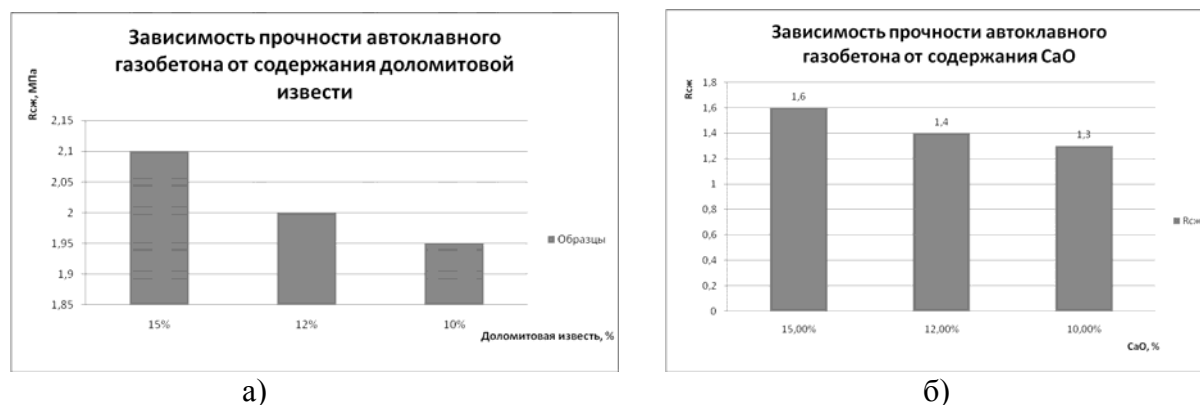 Зависимость прочности автоклавного
газобетона от содержания доломитовой
извести
Rсж, МПа
2,15
2,1
2,05
2
1,95
1,9
1,85
15%
12%
10%
Доломитовая известь, %
Образцы
а)
Зависимость прочности автоклавного
газобетона от содержания CaO
Rсж
1,8
1,6
1,4
1,2
1
0,8
0,6
0,4
0,2
0
1,6
1,4
1,3
15,00%
12,00%
10,00%
CaO, %
Rсж
б)